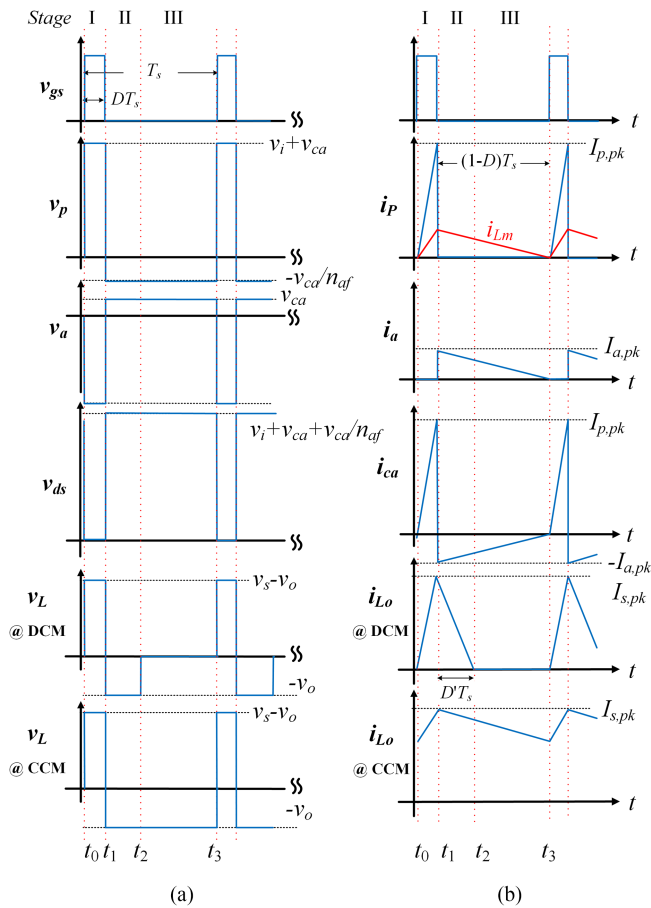 Stage I II III
v_gs
T_s
DT_s
v_i+v_ca
v_p
-v_ca/n_af
v_ca
v_a
v_i+v_ca+v_ca/n_af
v_ds
v_s-v_o
v_L
@ DCM
-v_o
v_s-v_o
v_L
@ CCM
-v_o
t_0 t_1 t_2 t_3
(a)
I II III
t
I_p,pk
(1-D)T_s
i_P
i_Lm
t
i_a
I_a,pk
t
I_p,pk
i_ca
t
-I_a,pk
I_s,pk
i_Lo
@ DCM
t
D'T_s
I_s,pk
i_Lo
@ CCM
t
t_0 t_1 t_2 t_3
(b)